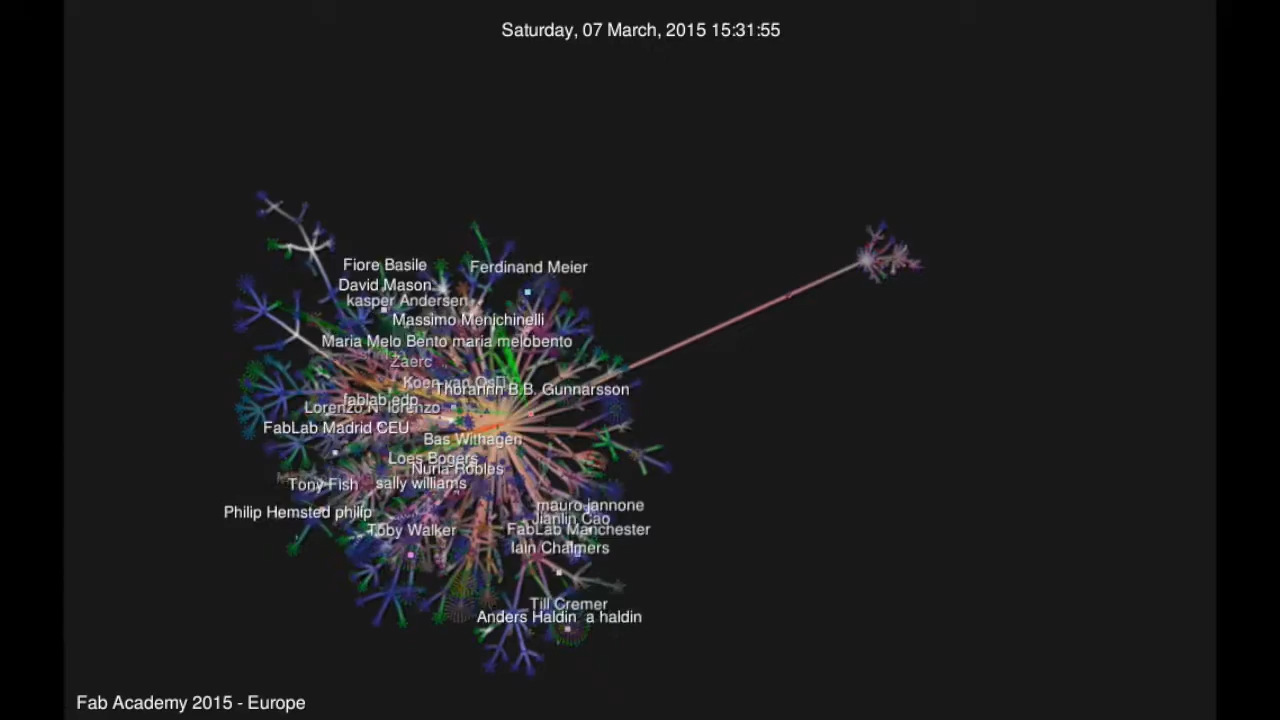 Saturday, 07 March, 2015 15:31:55
Fiore Basile
Ferdinand Meier
David Mason
kasper Andersen
Massimo Menichinelli
Maria Melo Bento maria melobento
Zaerc
Koen van Os
Thorarinn B.B. Gunnarsson
fablab edp
Lorenzo N lorenzo
FabLab Madrid CEU
Bas Withagen
Loes Bogers
Nuria Robles
Tony Fish
sally williams
mauro jannone
Philip Hemsted philip
Jianlin Cao
Toby Walker
FabLab Manchester
Iain Chalmers
Till Cremer
Anders Haldin a haldin
Fab Academy 2015 - Europe